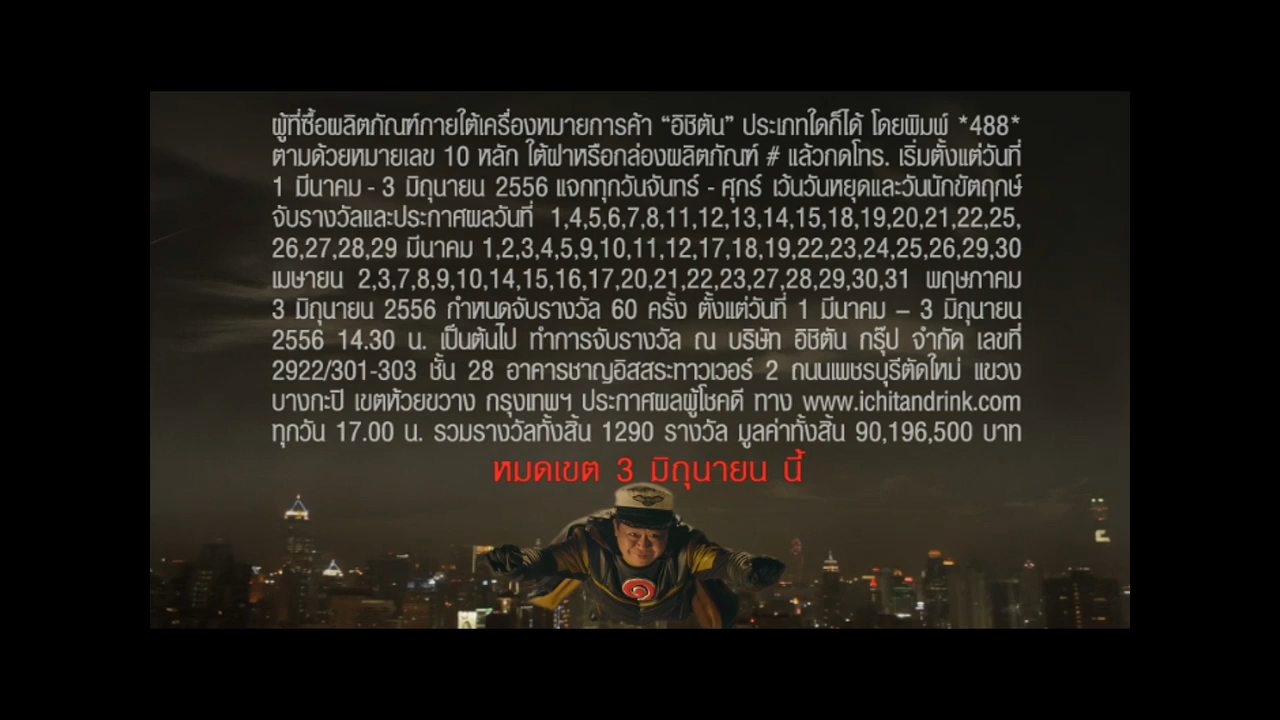 ผู้ที่ซื้อผลิตภัณฑ์ภายใต้เครื่องหมายการค้า “อิชิตัน” ประเภทใดก็ได้ โดยพิมพ์ *488*
ตามด้วยหมายเลข 10 หลัก ใต้ฝาหรือกล่องผลิตภัณฑ์ # แล้วกดโทร. เริ่มตั้งแต่วันที่
1 มีนาคม - 3 มิถุนายน 2556 แจกทุกวันจันทร์ - ศุกร์ เว้นวันหยุดและวันนักขัตฤกษ์
จับรางวัลและประกาศผลวันที่ 1,4,5,6,7,8,11,12,13,14,15,18,19,20,21,22,25,
26,27,28,29 มีนาคม 1,2,3,4,5,9,10,11,12,17,18,19,22,23,24,25,26,29,30
เมษายน 2,3,7,8,9,10,14,15,16,17,20,21,22,23,27,28,29,30,31 พฤษภาคม
3 มิถุนายน 2556 กำหนดจับรางวัล 60 ครั้ง ตั้งแต่วันที่ 1 มีนาคม – 3 มิถุนายน
2556 14.30 น. เป็นต้นไป ทำการจับรางวัล ณ บริษัท อิชิตัน กรุ๊ป จำกัด เลขที่
2922/301-303 ชั้น 28 อาคารชาญอิสสระทาวเวอร์ 2 ถนนเพชรบุรีตัดใหม่ แขวง
บางกะปิ เขตห้วยขวาง กรุงเทพฯ ประกาศผลผู้โชคดี ทาง www.ichitandrink.com
ทุกวัน 17.00 น. รวมรางวัลทั้งสิ้น 1290 รางวัล มูลค่าทั้งสิ้น 90,196,500 บาท
หมดเขต 3 มิถุนายน นี้